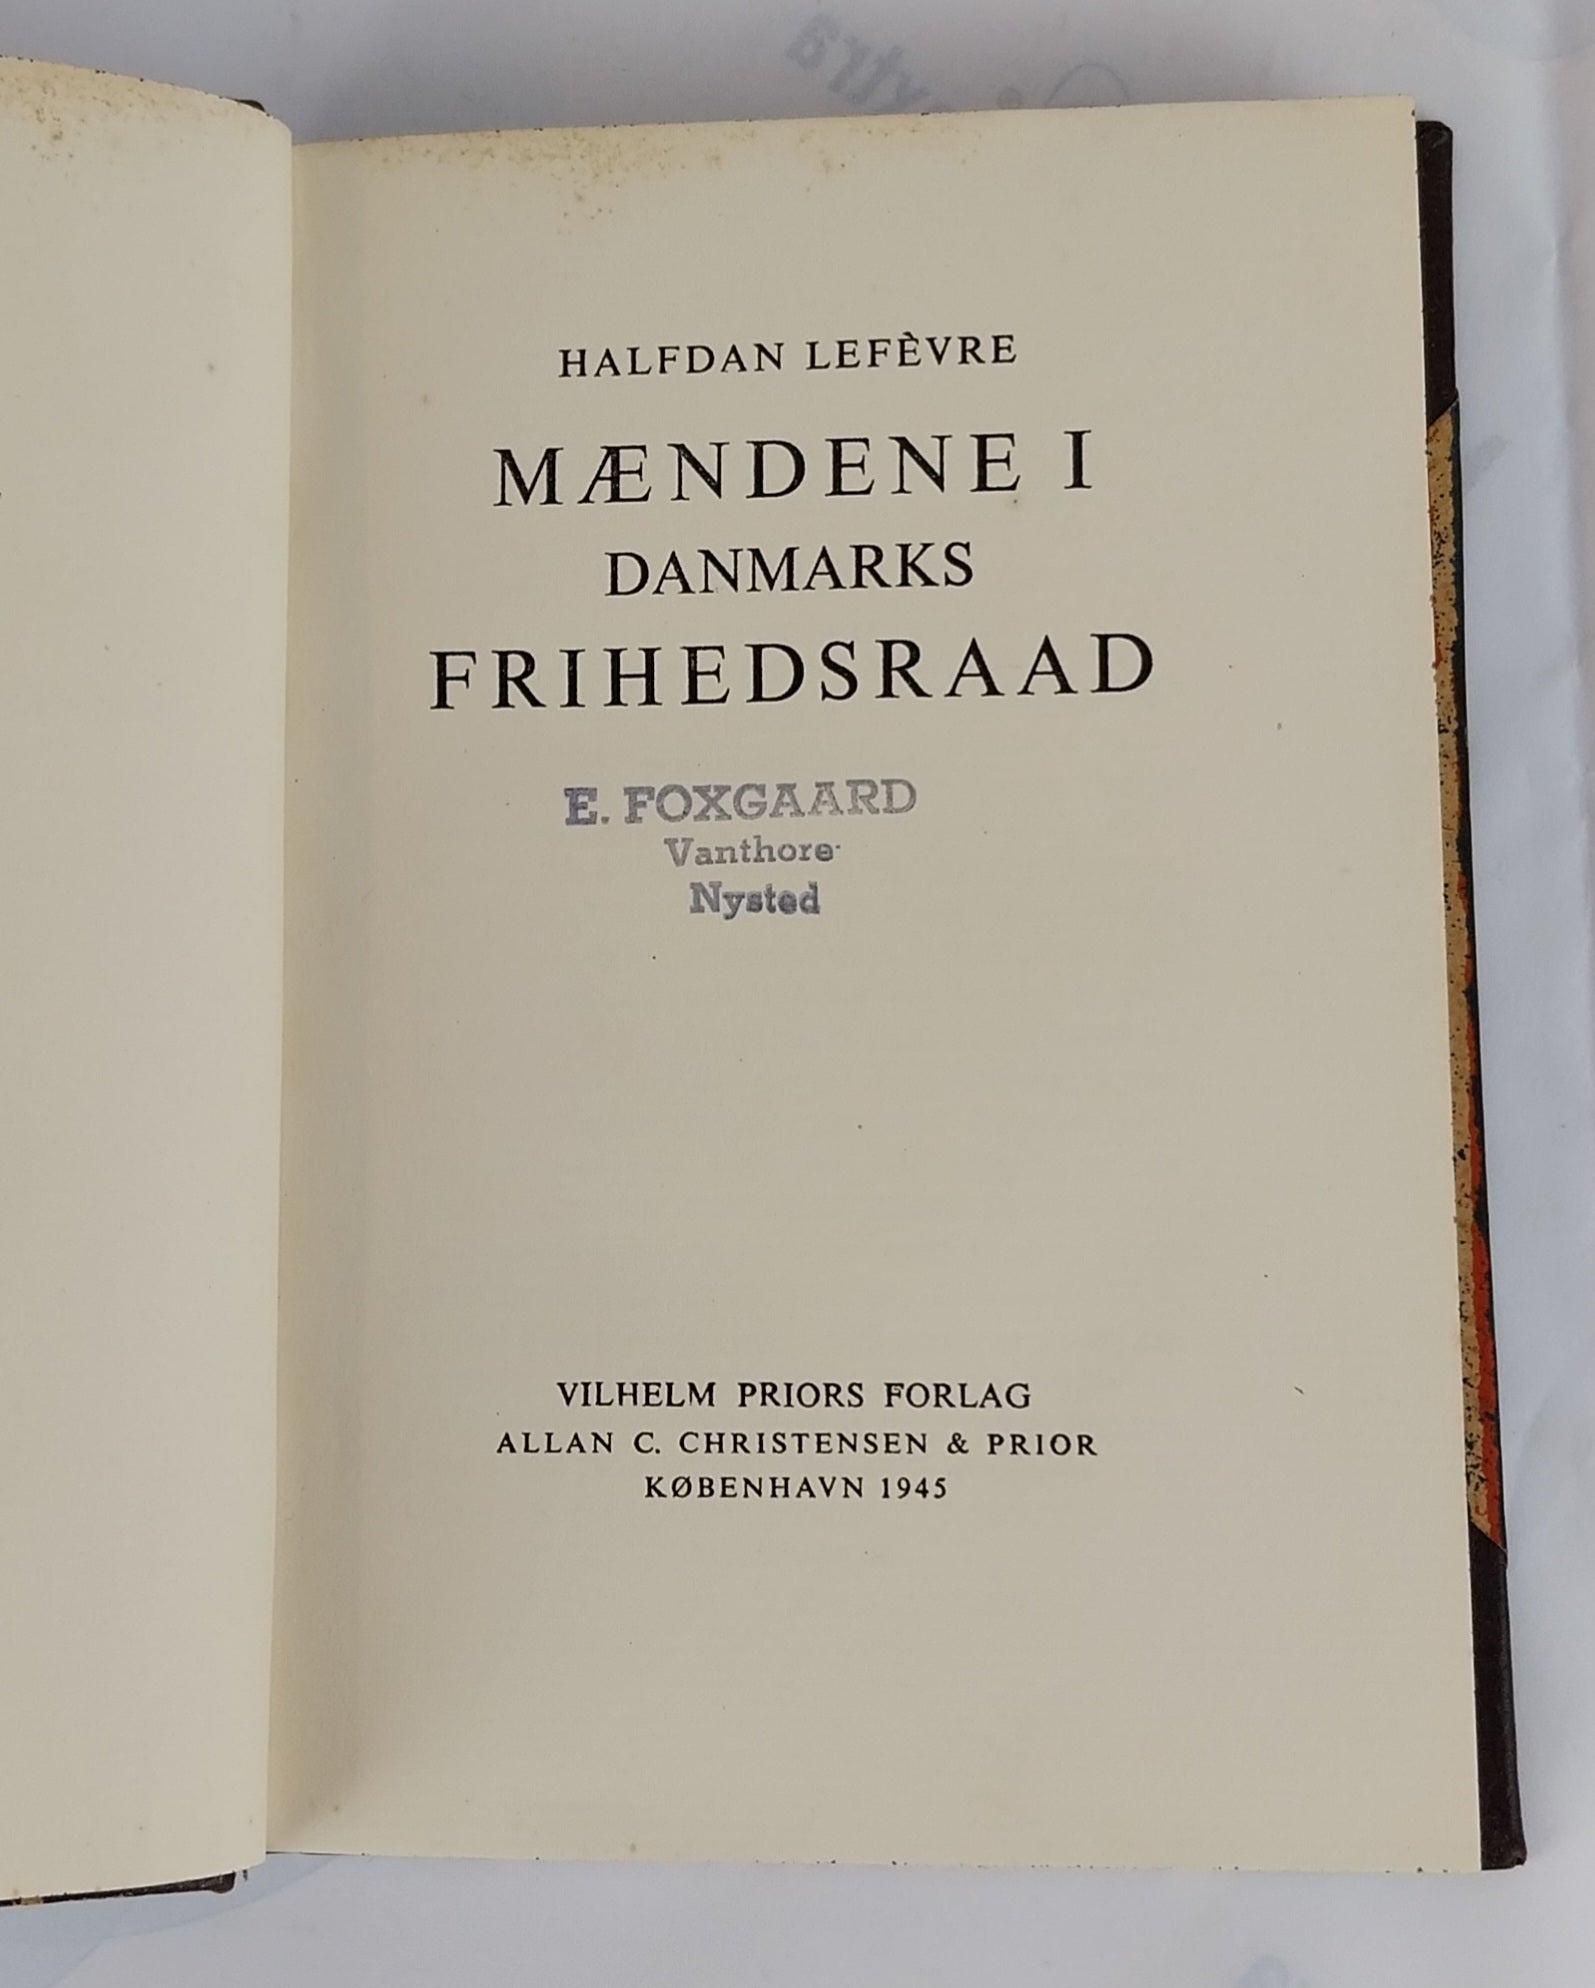 HALFDAN LEFÈVRE
MÆNDENE I
DANMARKS
FRIHEDSRAAD
E. FOXGAARD
Vanthore
Nysted
VILHELM PRIORS FORLAG
ALLAN C. CHRISTENSEN & PRIOR
KØBENHAVN 1945